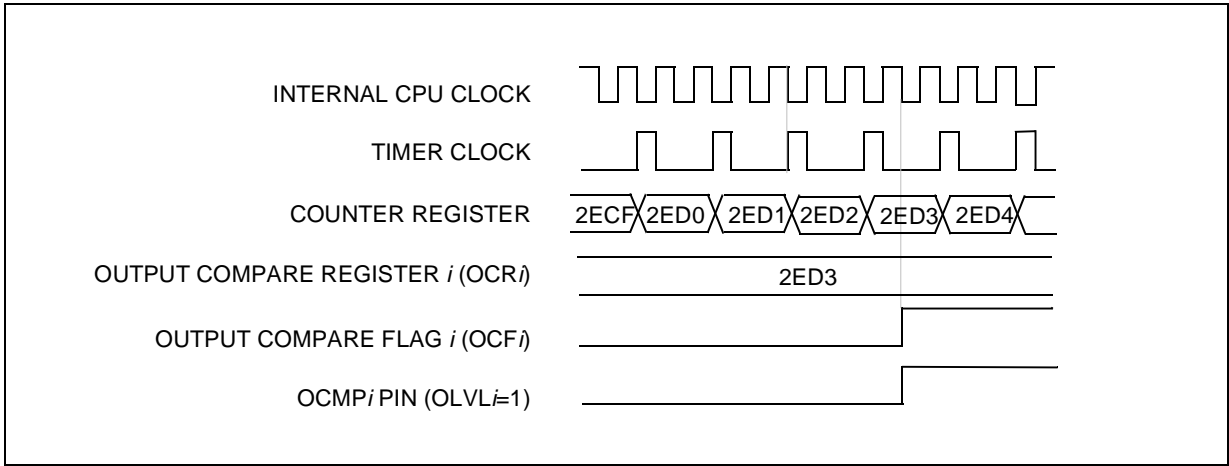 INTERNAL CPU CLOCK
TIMER CLOCK
COUNTER REGISTER
2ECF 2ED0 2ED1 2ED2 2ED3 2ED4
OUTPUT COMPARE REGISTER i (OCRi)
2ED3
OUTPUT COMPARE FLAG i (OCFi)
OCMPi PIN (OLVLi=1)